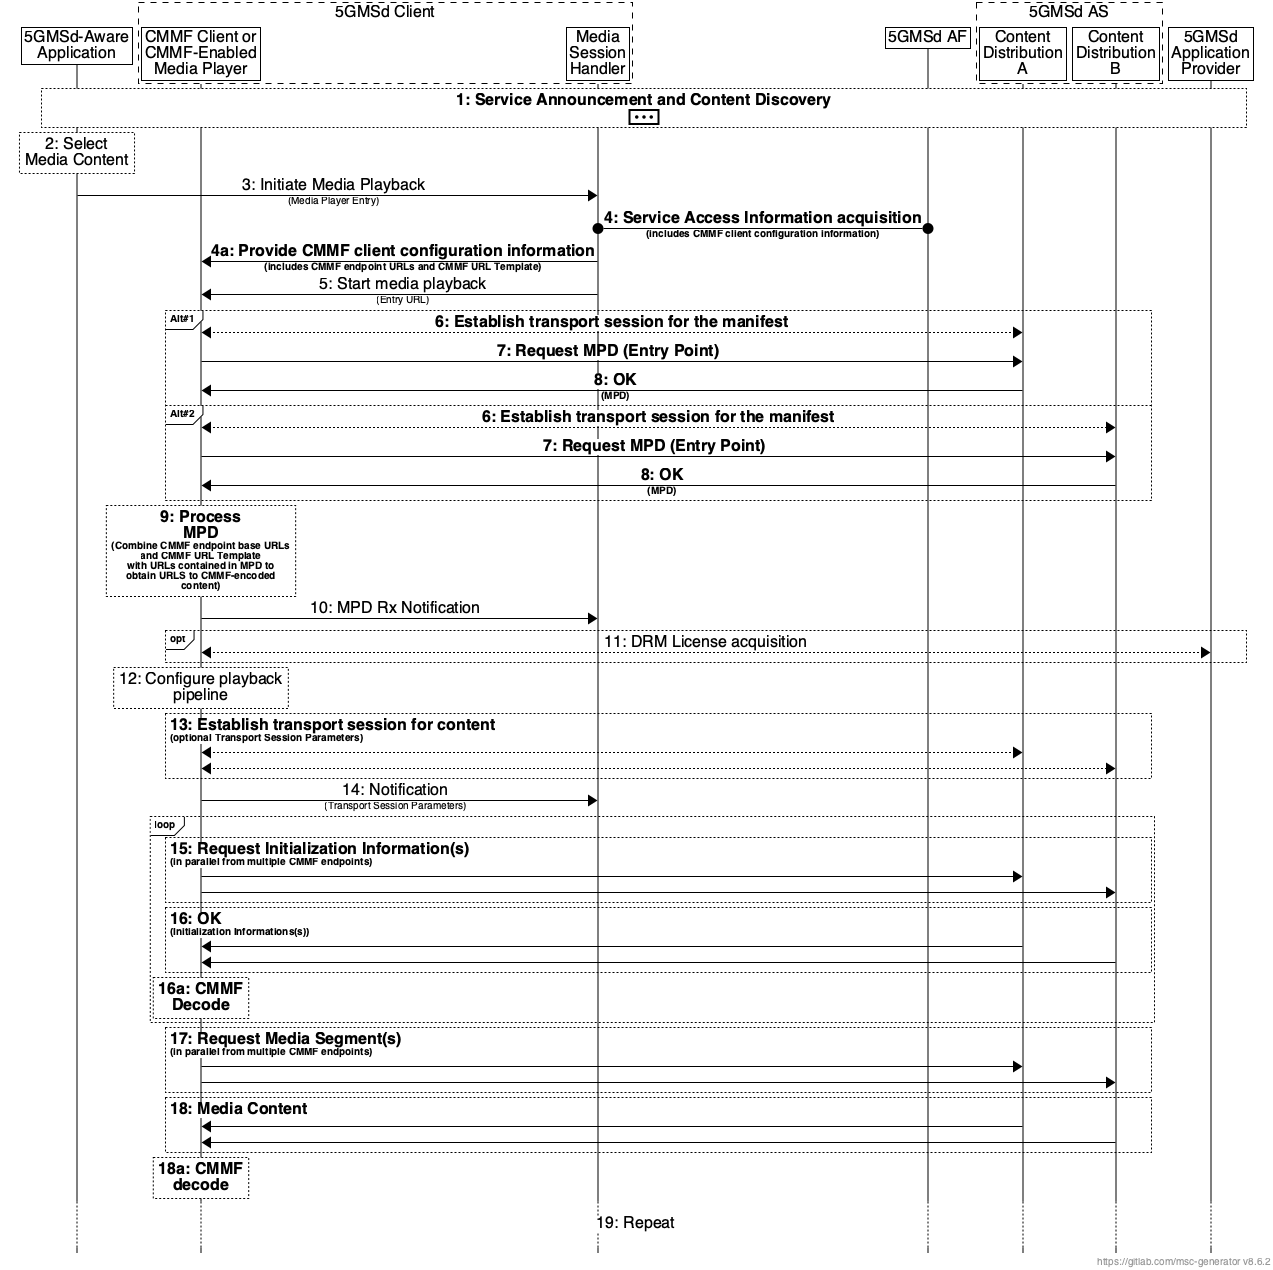 5GMSd Client
5GMSd AS
5GMSd-Aware
Application
CMMF Client or
CMMF-Enabled
Media Player
Media
Session
Handler
5GMSd AF
Content
Distribution
A
Content
Distribution
B
5GMSd
Application
Provider
1: Service Announcement and Content Discovery
2: Select
Media Content
3: Initiate Media Playback
(Media Player Entry)
4: Service Access Information acquisition
(includes CMMF client configuration information)
4a: Provide CMMF client configuration information
(includes CMMF endpoint URLs and CMMF URL Template)
5: Start media playback
(Entry URL)
Alt#1
6: Establish transport session for the manifest
7: Request MPD (Entry Point)
8: OK
(MPD)
Alt#2
6: Establish transport session for the manifest
7: Request MPD (Entry Point)
8: OK
(MPD)
9: Process
MPD
(Combine CMMF endpoint base URLs
and CMMF URL Template
with URLs contained in MPD to
obtain URLS to CMMF-encoded
content)
10: MPD Rx Notification
opt
11: DRM License acquisition
12: Configure playback
pipeline
13: Establish transport session for content
(optional Transport Session Parameters)
14: Notification
(Transport Session Parameters)
loop
15: Request Initialization Information(s)
(in parallel from multiple CMMF endpoints)
16: OK
(Initialization Informations(s))
16a: CMMF
Decode
17: Request Media Segment(s)
(in parallel from multiple CMMF endpoints)
18: Media Content
18a: CMMF
decode
19: Repeat
https://gitlab.com/msc-generator v8.6.2